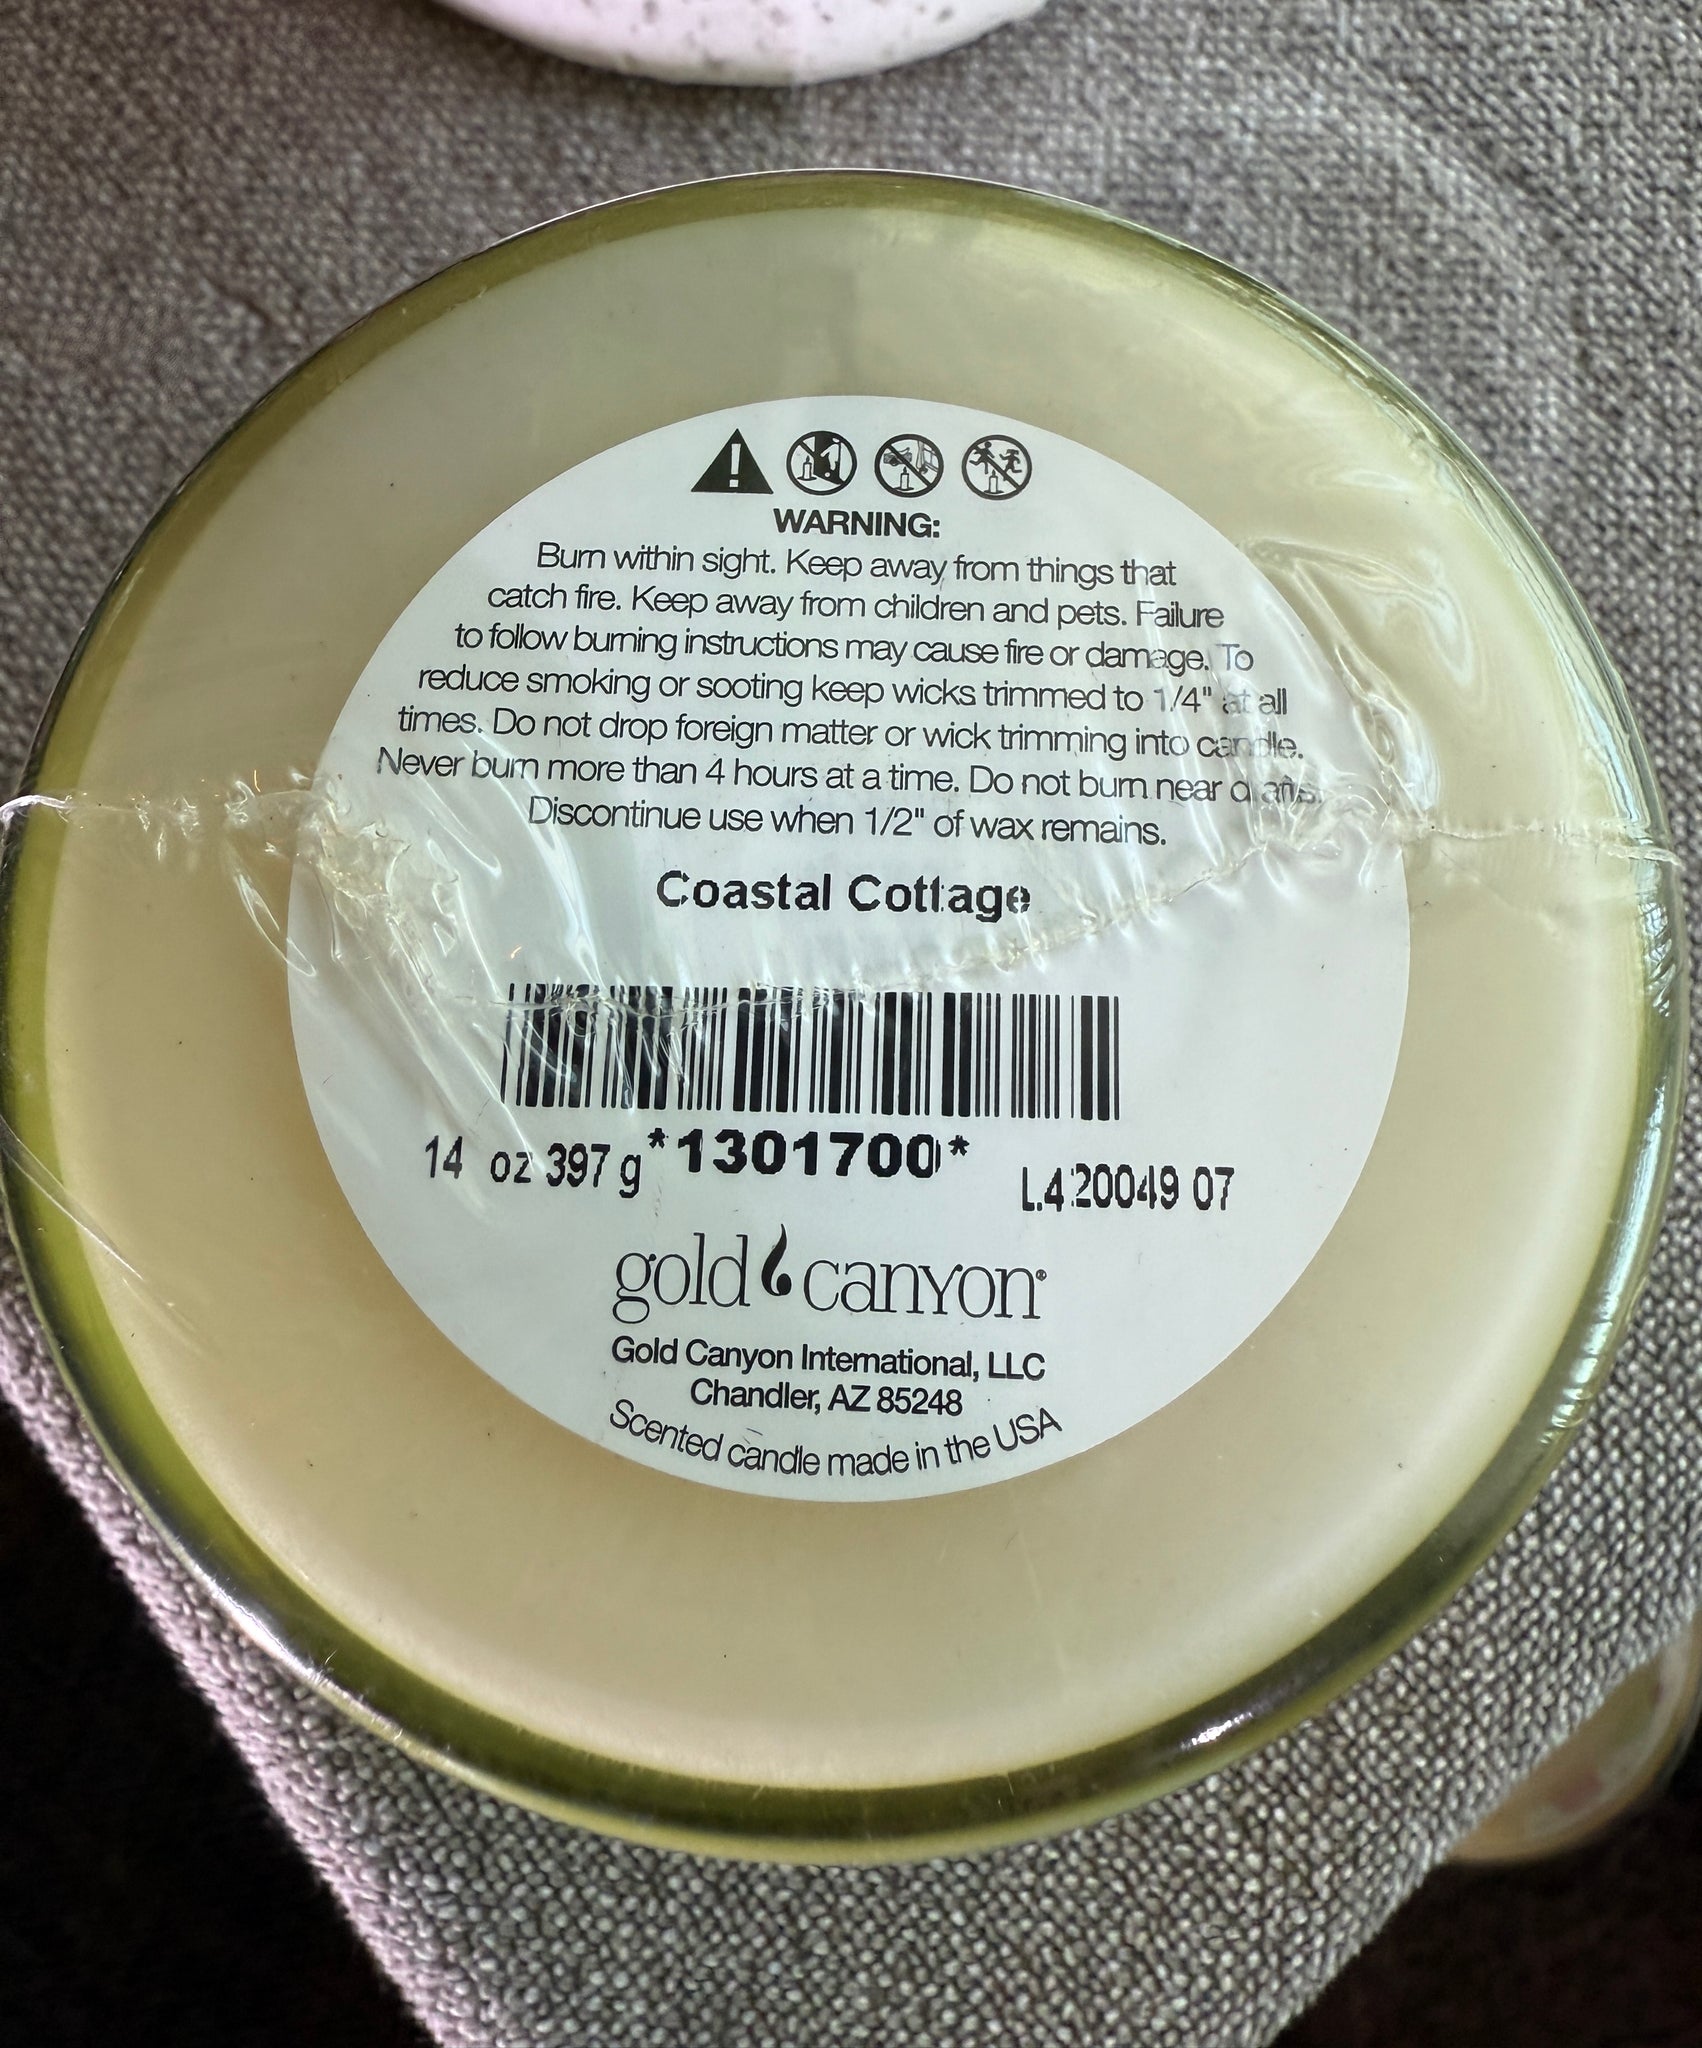 WARNING:
Burn within sight. Keep away from things that
catch fire. Keep away from children and pets. Failure
to follow burning instructions may cause fire or damage. To
reduce smoking or sooting keep wicks trimmed to 1/4" at all
times. Do not drop foreign matter or wick trimming into candle.
Never burn more than 4 hours at a time. Do not burn near drafts.
Discontinue use when 1/2" of wax remains.
Coastal Cottage
14 oz 397 g *1301700* L420049 07
gold canyon®
Gold Canyon International, LLC
Chandler, AZ 85248
Scented candle made in the USA